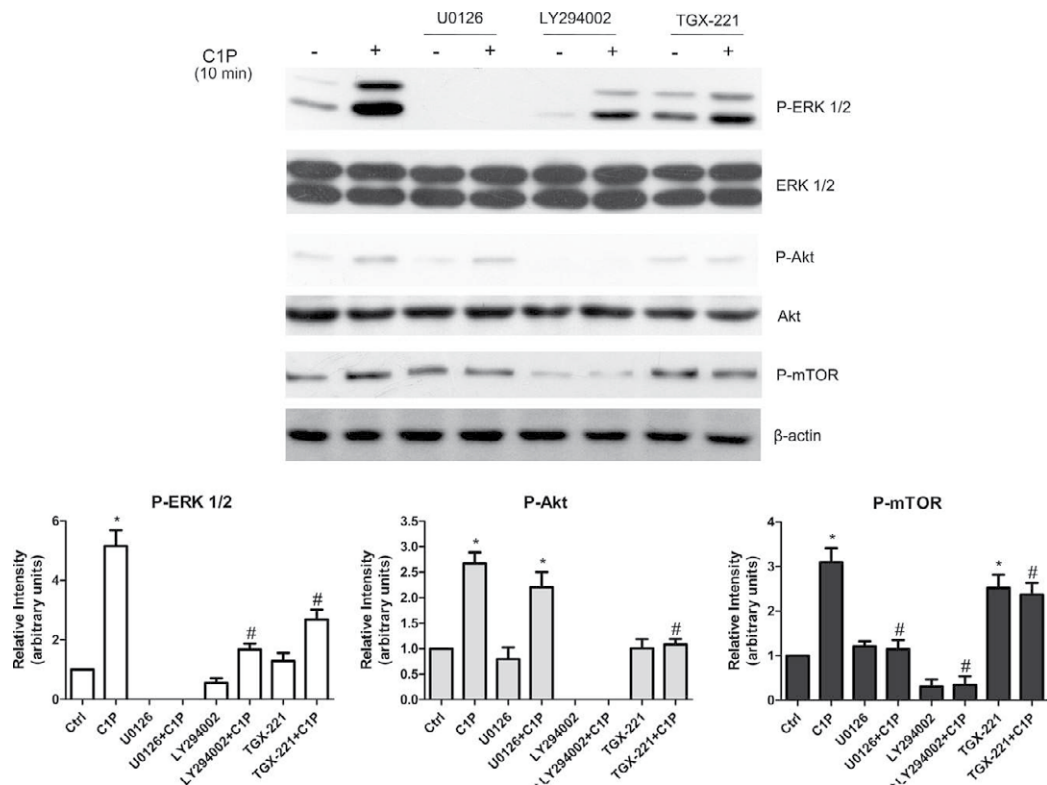 U0126 LY294002 TGX-221
C1P - + - + - + - +
(10 min)
P-ERK 1/2
ERK 1/2
P-Akt
Akt
P-mTOR
β-actin
P-ERK 1/2
Relative Intensity
(arbitrary units)
6
4
2
0
*
#
#
Ctrl
C1P
U0126
U0126+C1P
LY294002
LY294002+C1P
TGX-221
TGX-221+C1P
P-Akt
Relative Intensity
(arbitrary units)
3.5
3.0
2.5
2.0
1.5
1.0
0.5
0.0
*
*
#
Ctrl
C1P
U0126
U0126+C1P
LY294002
LY294002+C1P
TGX-221
TGX-221+C1P
P-mTOR
Relative Intensity
(arbitrary units)
4
3
2
1
0
*
#
#
*
#
Ctrl
C1P
U0126
U0126+C1P
LY294002
LY294002+C1P
TGX-221
TGX-221+C1P